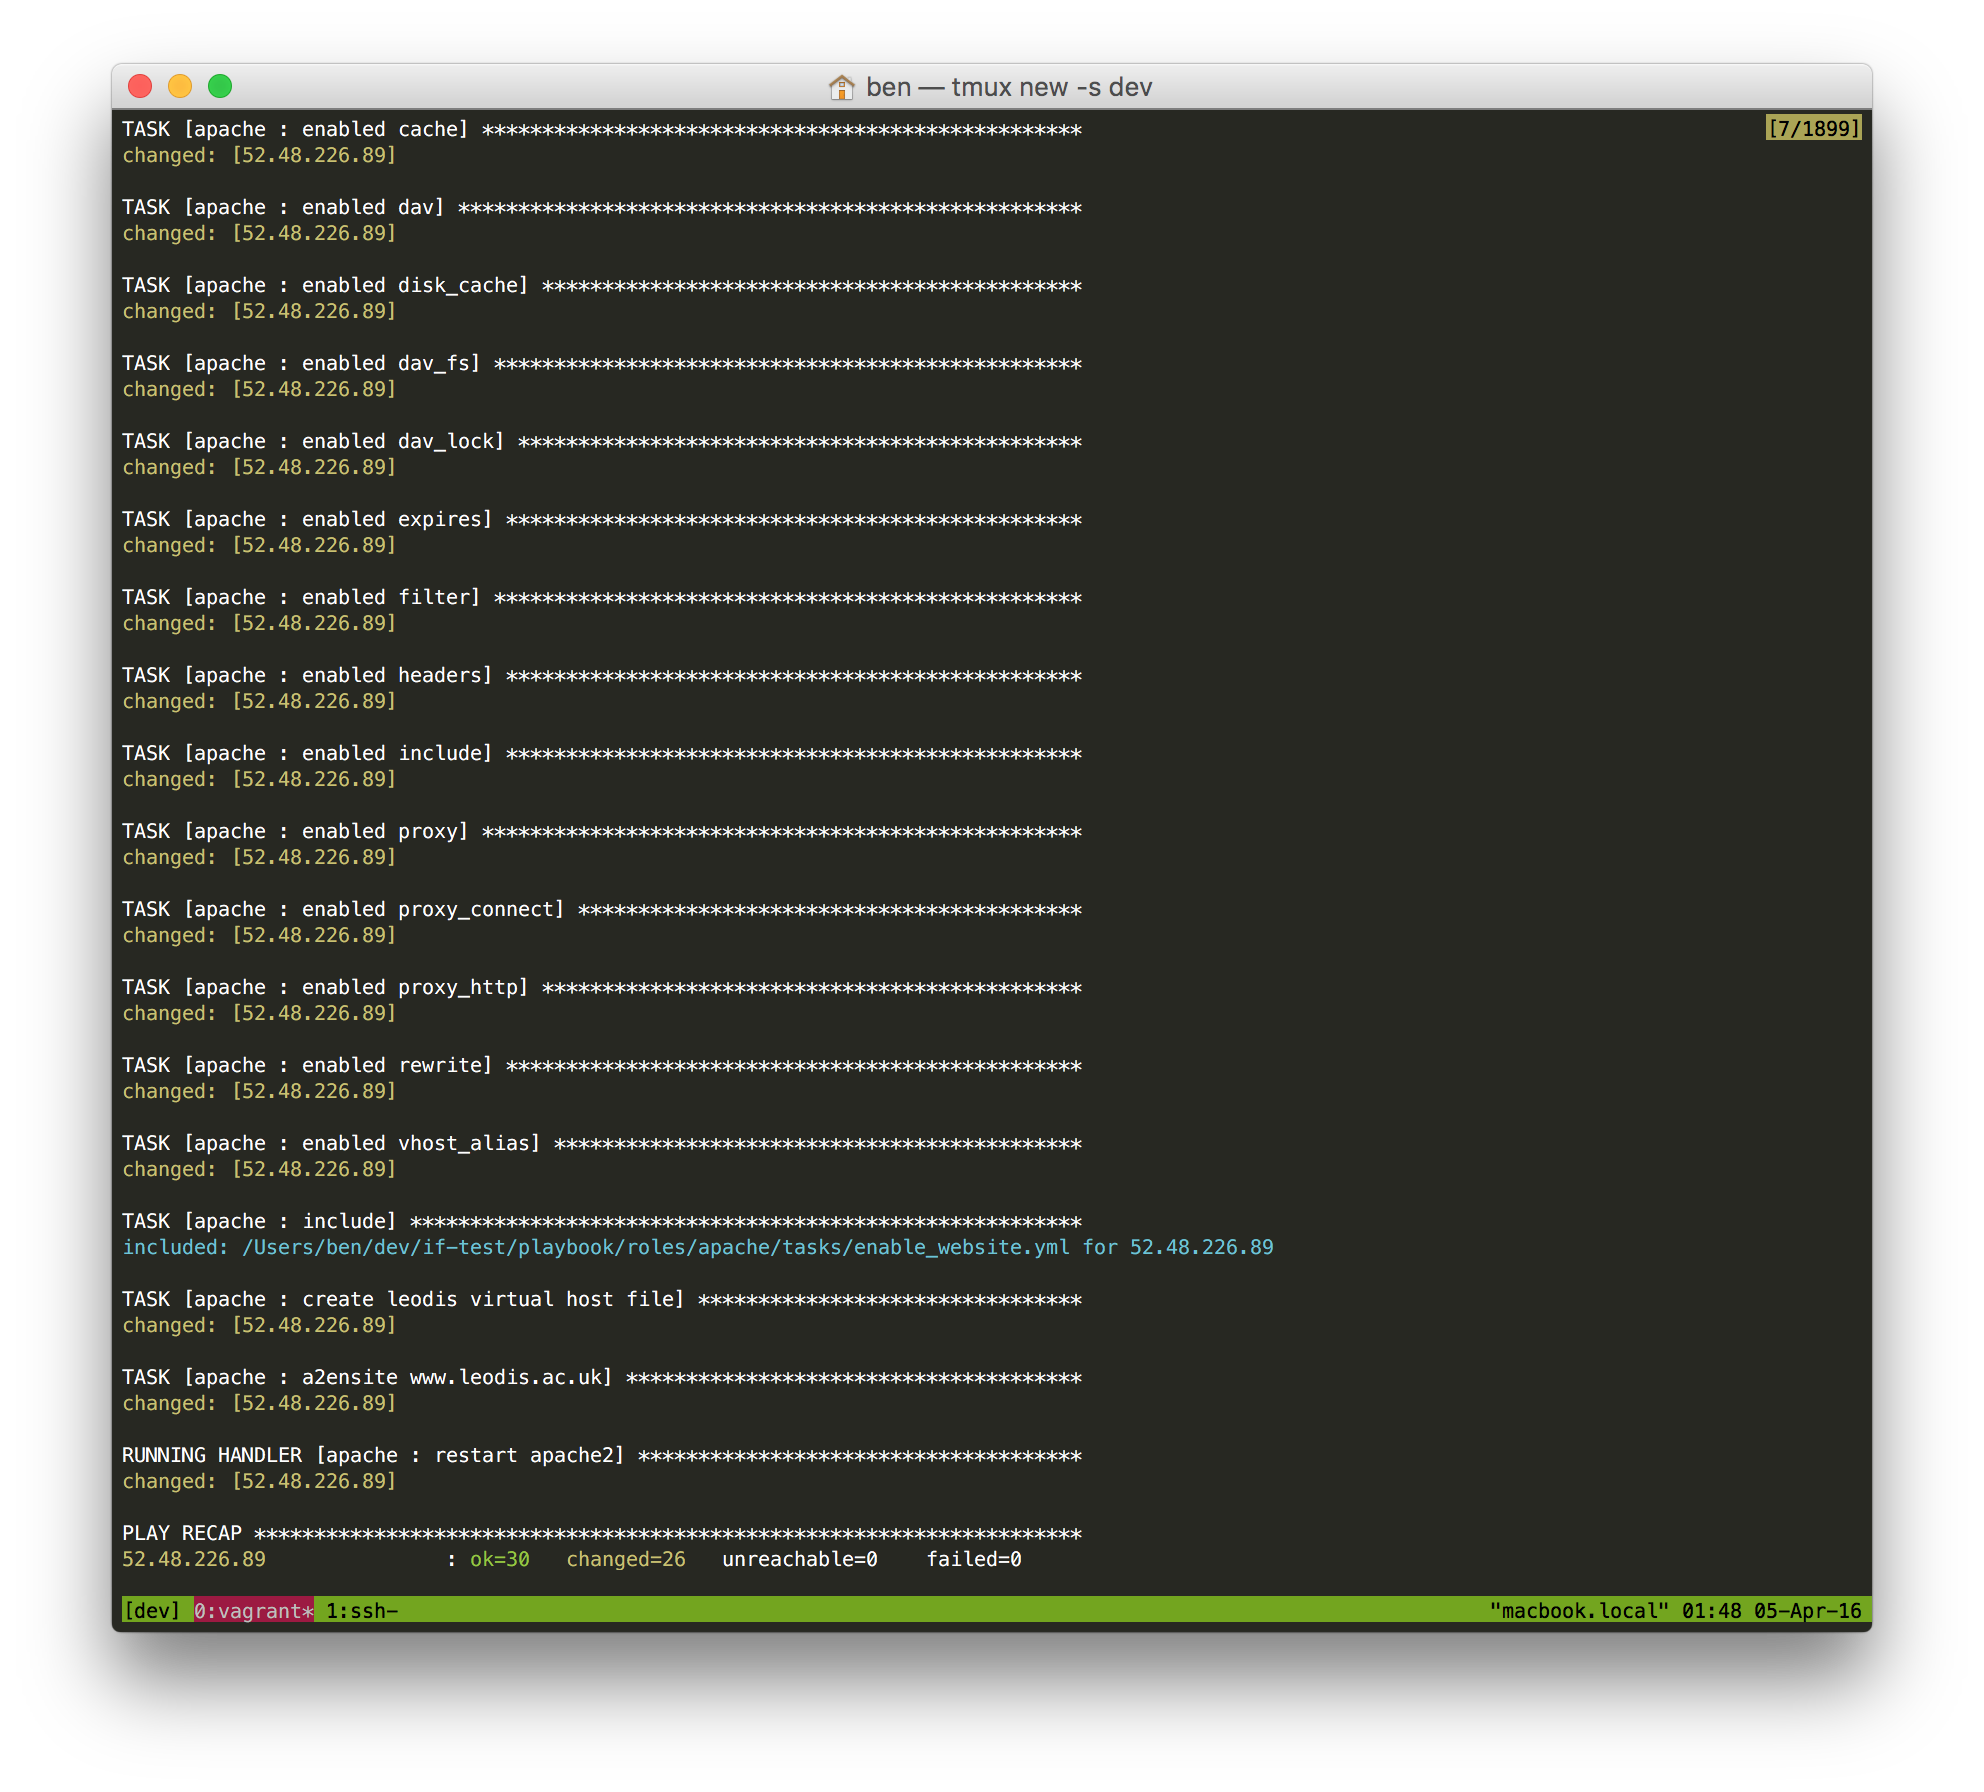 ben — tmux new -s dev
TASK [apache : enabled cache] ************************************************** [7/1899]
changed: [52.48.226.89]
TASK [apache : enabled dav] ****************************************************
changed: [52.48.226.89]
TASK [apache : enabled disk_cache] *********************************************
changed: [52.48.226.89]
TASK [apache : enabled dav_fs] *************************************************
changed: [52.48.226.89]
TASK [apache : enabled dav_lock] ***********************************************
changed: [52.48.226.89]
TASK [apache : enabled expires] ************************************************
changed: [52.48.226.89]
TASK [apache : enabled filter] *************************************************
changed: [52.48.226.89]
TASK [apache : enabled headers] ************************************************
changed: [52.48.226.89]
TASK [apache : enabled include] ************************************************
changed: [52.48.226.89]
TASK [apache : enabled proxy] **************************************************
changed: [52.48.226.89]
TASK [apache : enabled proxy_connect] ******************************************
changed: [52.48.226.89]
TASK [apache : enabled proxy_http] *********************************************
changed: [52.48.226.89]
TASK [apache : enabled rewrite] ************************************************
changed: [52.48.226.89]
TASK [apache : enabled vhost_alias] ********************************************
changed: [52.48.226.89]
TASK [apache : include] ********************************************************
included: /Users/ben/dev/if-test/playbook/roles/apache/tasks/enable_website.yml for 52.48.226.89
TASK [apache : create leodis virtual host file] ********************************
changed: [52.48.226.89]
TASK [apache : a2ensite www.leodis.ac.uk] **************************************
changed: [52.48.226.89]
RUNNING HANDLER [apache : restart apache2] *************************************
changed: [52.48.226.89]
PLAY RECAP *********************************************************************
52.48.226.89               : ok=30   changed=26   unreachable=0    failed=0
[dev] 0:vagrant* 1:ssh- "macbook.local" 01:48 05-Apr-16